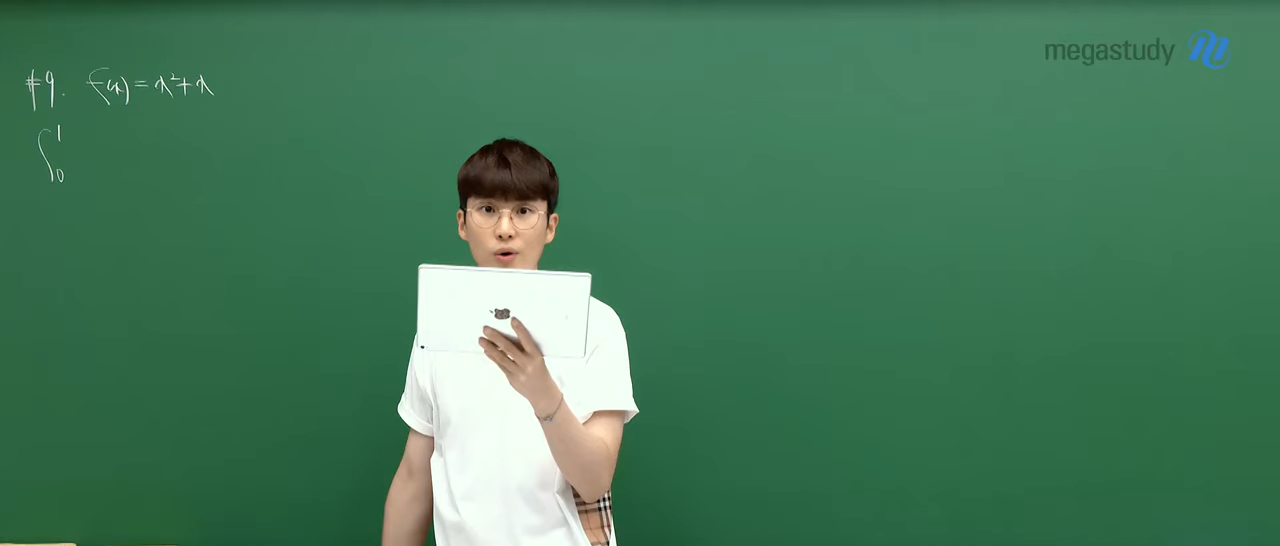 megastudy
#9. f(x) = x²+x
∫₀¹